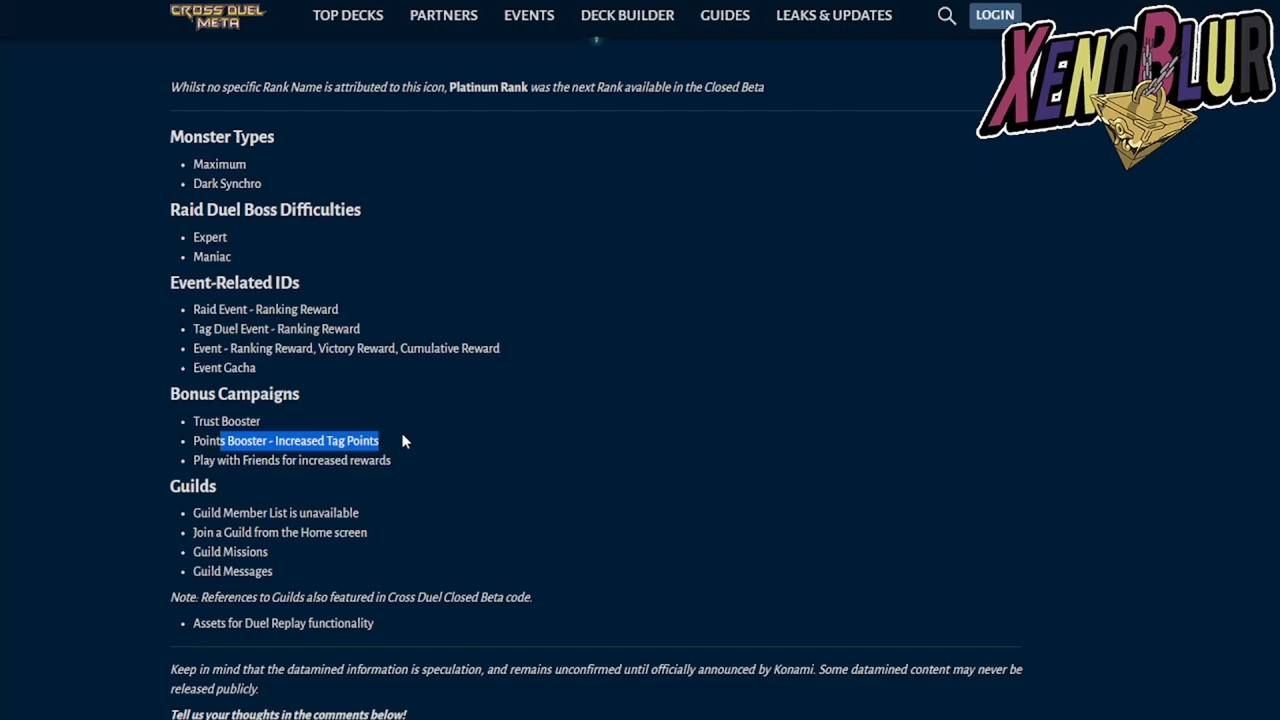 CROSS DUEL
META
TOP DECKS
PARTNERS
EVENTS
DECK BUILDER
GUIDES
LEAKS & UPDATES
LOGIN
XENOBLUR
Whilst no specific Rank Name is attributed to this icon, Platinum Rank was the next Rank available in the Closed Beta
Monster Types
• Maximum
• Dark Synchro
Raid Duel Boss Difficulties
• Expert
• Maniac
Event-Related IDs
• Raid Event - Ranking Reward
• Tag Duel Event - Ranking Reward
• Event - Ranking Reward, Victory Reward, Cumulative Reward
• Event Gacha
Bonus Campaigns
• Trust Booster
• Points Booster - Increased Tag Points
• Play with Friends for increased rewards
Guilds
• Guild Member List is unavailable
• Join a Guild from the Home screen
• Guild Missions
• Guild Messages
Note: References to Guilds also featured in Cross Duel Closed Beta code.
• Assets for Duel Replay functionality
Keep in mind that the datamined information is speculation, and remains unconfirmed until officially announced by Konami. Some datamined content may never be
released publicly.
Tell us your thoughts in the comments below!